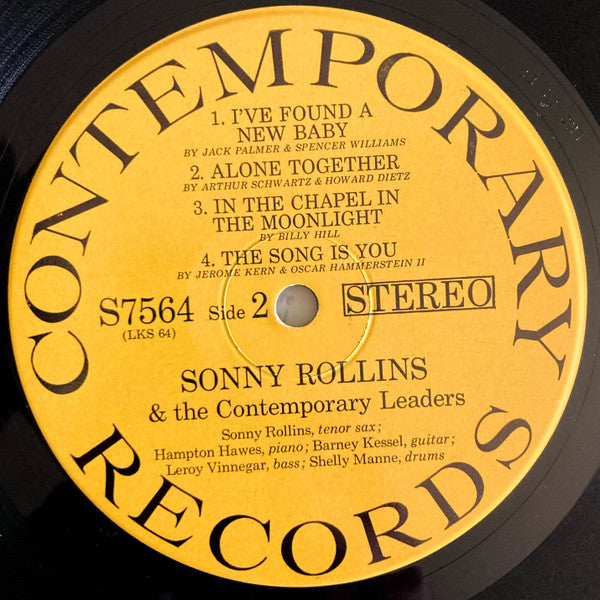 CONTEMPORARY
1. I'VE FOUND A
NEW BABY
BY JACK PALMER & SPENCER WILLIAMS
2. ALONE TOGETHER
BY ARTHUR SCHWARTZ & HOWARD DIETZ
3. IN THE CHAPEL IN
THE MOONLIGHT
BY BILLY HILL
4. THE SONG IS YOU
BY JEROME KERN & OSCAR HAMMERSTEIN II
S7564 Side 2 STEREO
(LKS 64)
SONNY ROLLINS
& the Contemporary Leaders
Sonny Rollins, tenor sax;
Hampton Hawes, piano; Barney Kessel, guitar;
Leroy Vinnegar, bass; Shelly Manne, drums
RECORDS